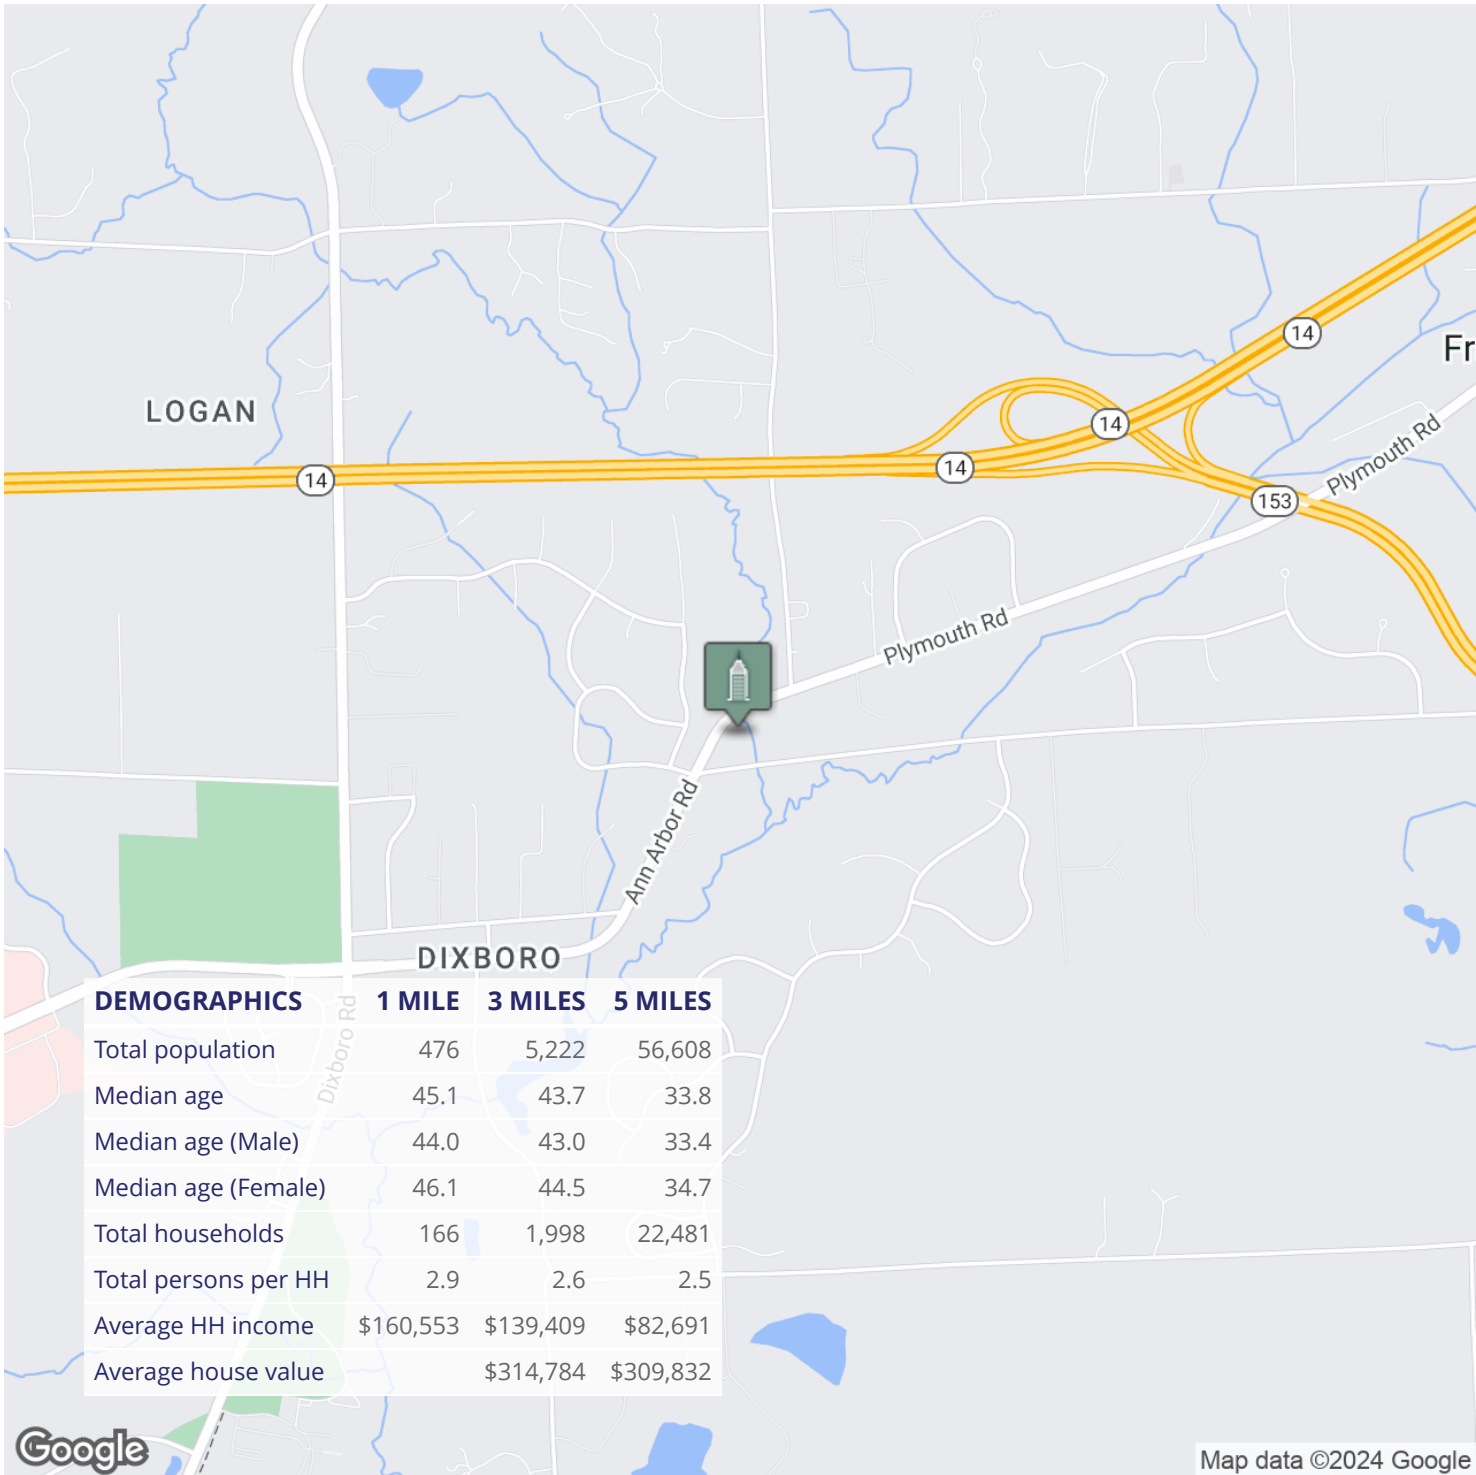 14
Fr
LOGAN
14
14
Plymouth Rd
14
153
Plymouth Rd
Ann Arbor Rd
DIXBORO
Dixboro Rd
DEMOGRAPHICS 1 MILE 3 MILES 5 MILES
Total population 476 5,222 56,608
Median age 45.1 43.7 33.8
Median age (Male) 44.0 43.0 33.4
Median age (Female) 46.1 44.5 34.7
Total households 166 1,998 22,481
Total persons per HH 2.9 2.6 2.5
Average HH income $160,553 $139,409 $82,691
Average house value $314,784 $309,832
Google
Map data ©2024 Google